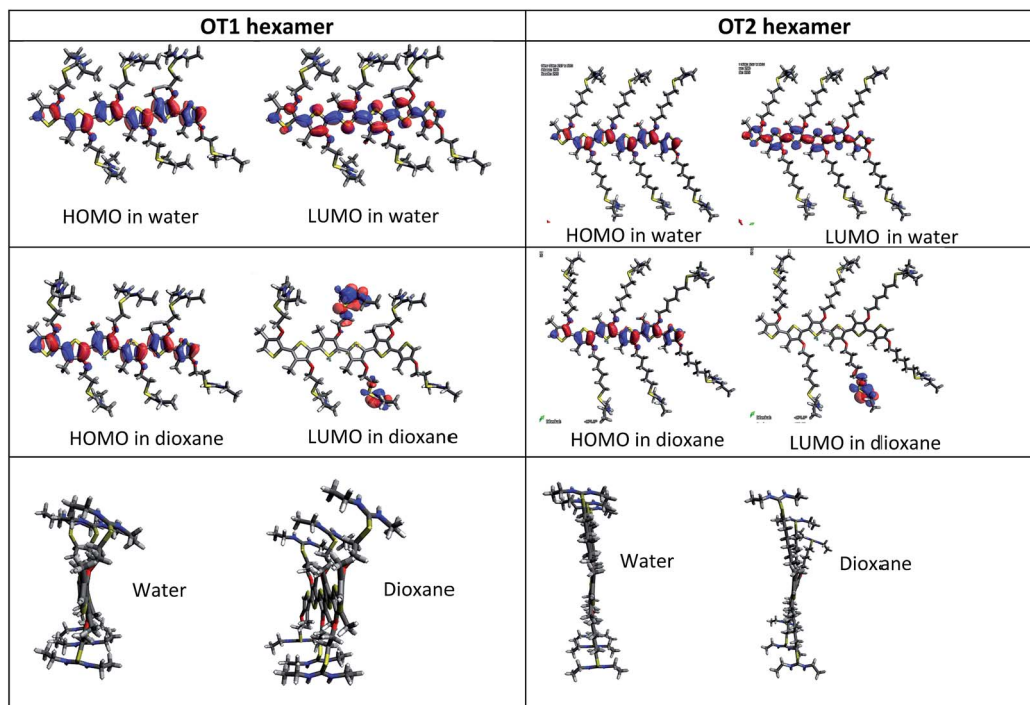 OT1 hexamer
OT2 hexamer
HOMO in water
LUMO in water
HOMO in water
LUMO in water
HOMO in dioxane
LUMO in dioxane
HOMO in dioxane
LUMO in dioxane
Water
Dioxane
Water
Dioxane